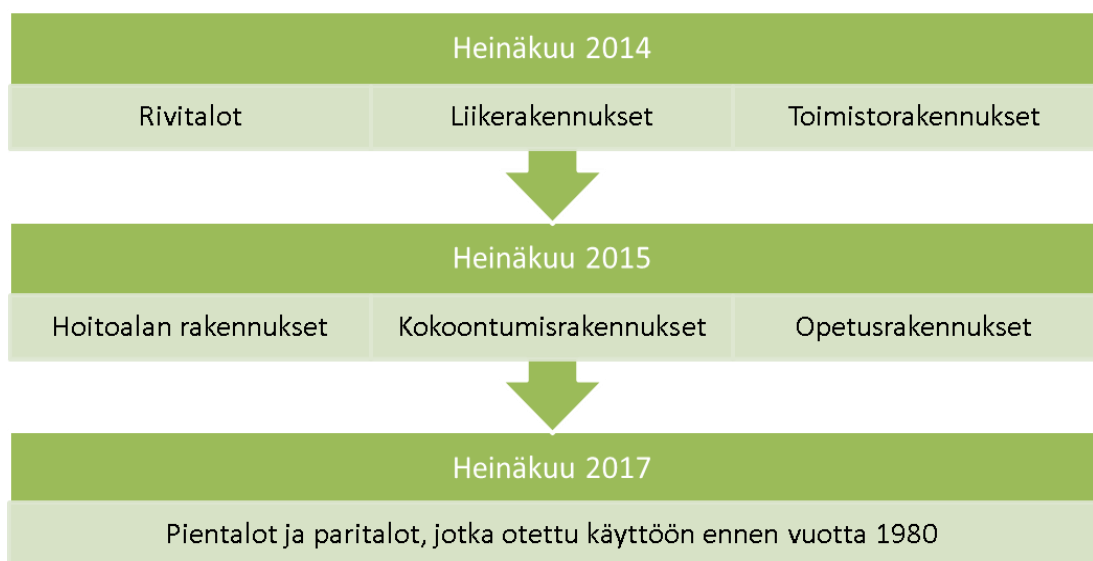 Heinäkuu 2014
Rivitalot
Liikerakennukset
Toimistorakennukset
Heinäkuu 2015
Hoitoalan rakennukset
Kokoontumisrakennukset
Opetusrakennukset
Heinäkuu 2017
Pientalot ja paritalot, jotka otettu käyttöön ennen vuotta 1980